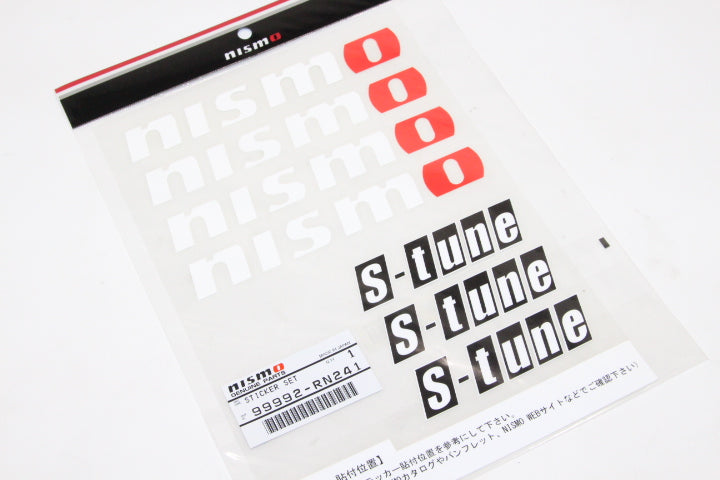 nismo
nismo
nismo
nismo
nismo
S-tune
S-tune
S-tune
nismo
GENUINE PARTS
MADE IN JAPAN
STICKER SET
1
99992-RN241
貼付位置】
ッカー貼付位置を参考にして下さい。
カタログやパンフレット、NISMO WEBサイトなどでご確認下さい)